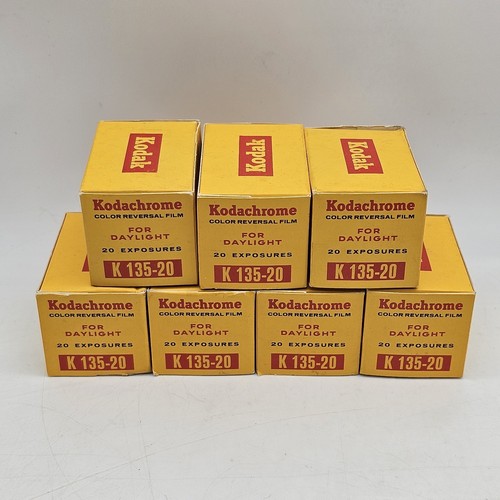 Kodak
Kodachrome
COLOR REVERSAL FILM
FOR
DAYLIGHT
20 EXPOSURES
K 135-20
Kodak
Kodachrome
COLOR REVERSAL FILM
FOR
DAYLIGHT
20 EXPOSURES
K 135-20
Kodak
Kodachrome
COLOR REVERSAL FILM
FOR
DAYLIGHT
20 EXPOSURES
K 135-20
Kodachrome
COLOR REVERSAL FILM
FOR
DAYLIGHT
20 EXPOSURES
K 135-20
Kodachrome
COLOR REVERSAL FILM
FOR
DAYLIGHT
20 EXPOSURES
K 135-20
Kodachrome
COLOR REVERSAL FILM
FOR
DAYLIGHT
20 EXPOSURES
K 135-20
Kodachrome
COLOR REVERSAL FILM
FOR
DAYLIGHT
20 EXPOSURES
K 135-20